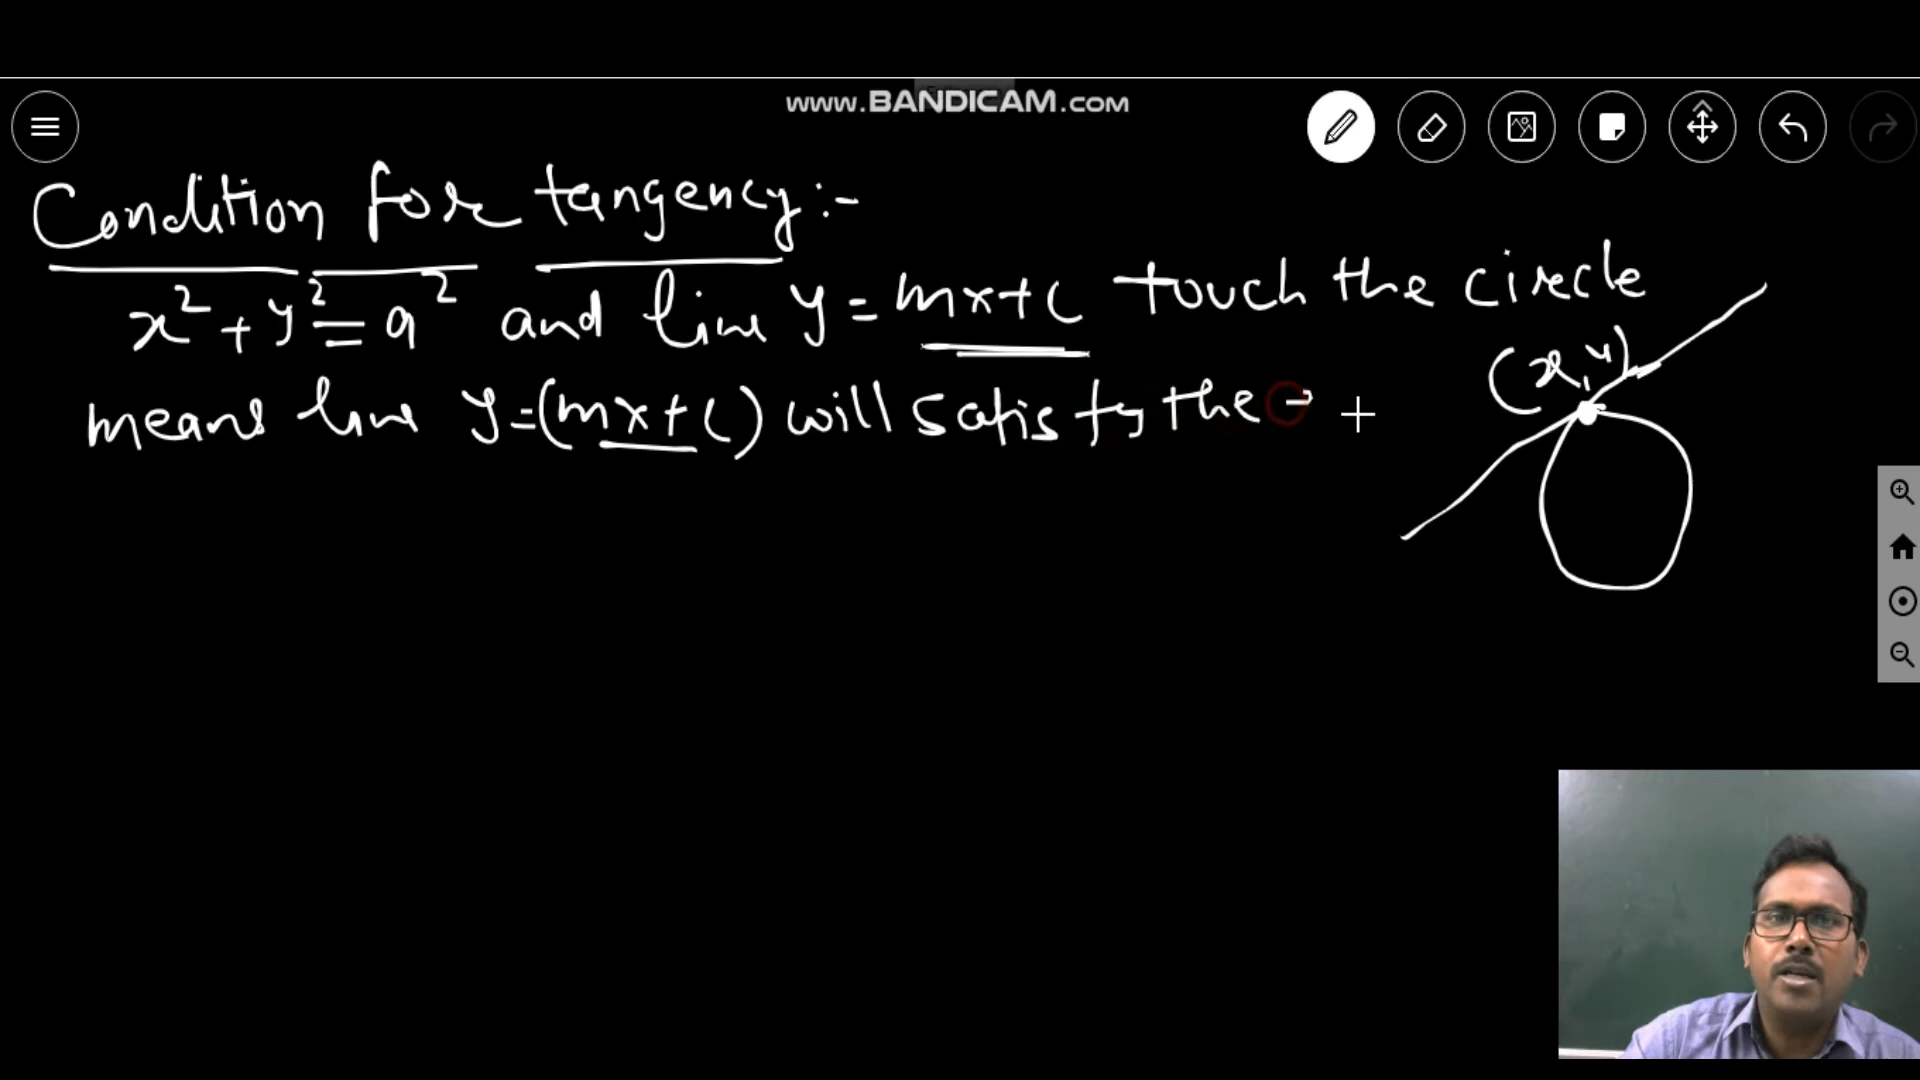 www.BANDICAM.com
Condition for tangency:-
x²+y²=a² and line y=mx+c touch the circle
means line y=(mx+c) will satisfy the
(x,y)